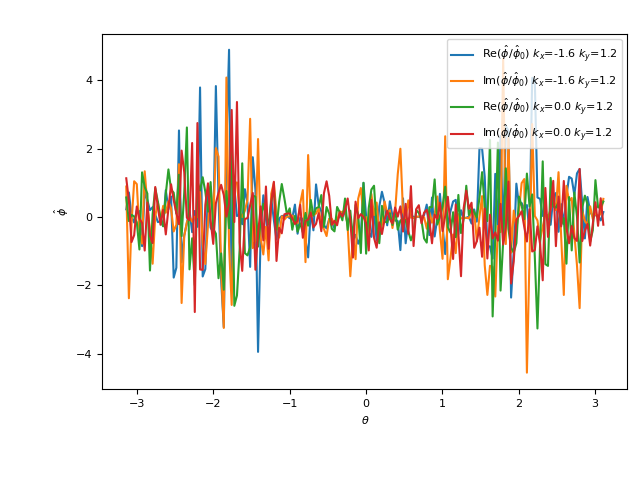 Re(φ̂/φ̂₀) kₓ=-1.6 kᵧ=1.2
Im(φ̂/φ̂₀) kₓ=-1.6 kᵧ=1.2
Re(φ̂/φ̂₀) kₓ=0.0 kᵧ=1.2
Im(φ̂/φ̂₀) kₓ=0.0 kᵧ=1.2
4
2
0
−2
−4
φ̂
−3 −2 −1 0 1 2 3
θ